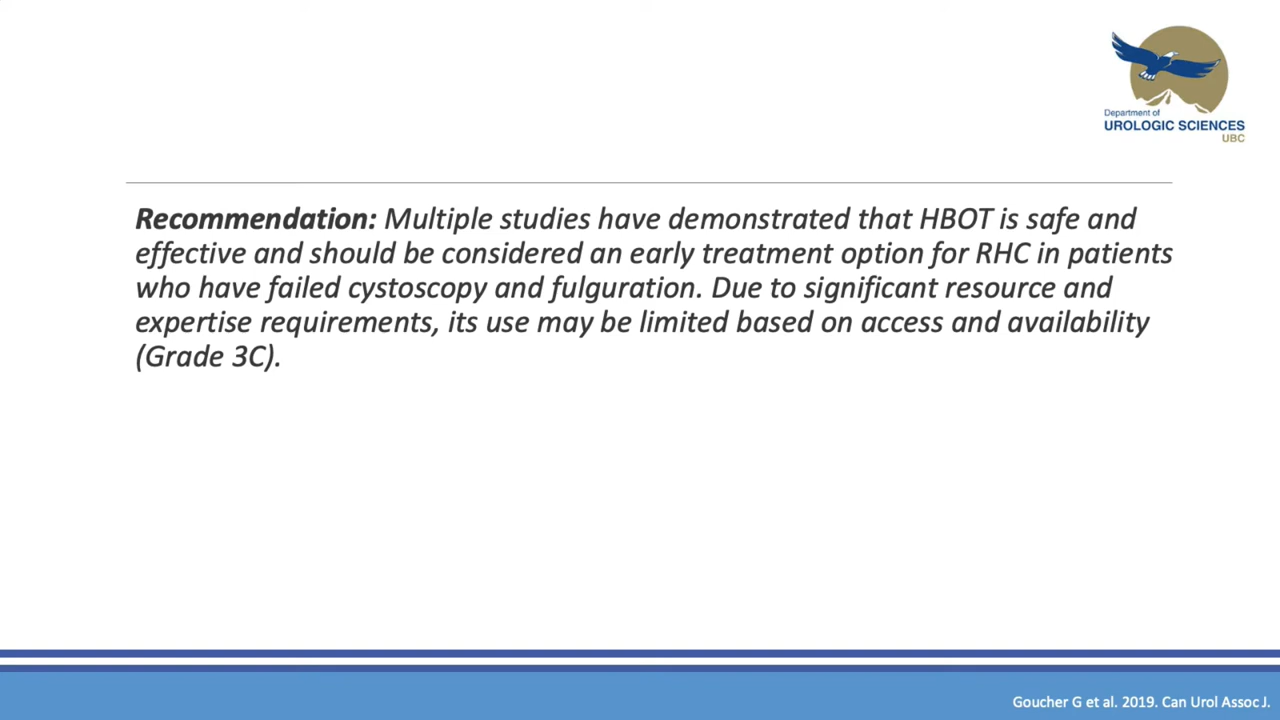 Department of
UROLOGIC SCIENCES
UBC
Recommendation: Multiple studies have demonstrated that HBOT is safe and
effective and should be considered an early treatment option for RHC in patients
who have failed cystoscopy and fulguration. Due to significant resource and
expertise requirements, its use may be limited based on access and availability
(Grade 3C).
Goucher G et al. 2019. Can Urol Assoc J.